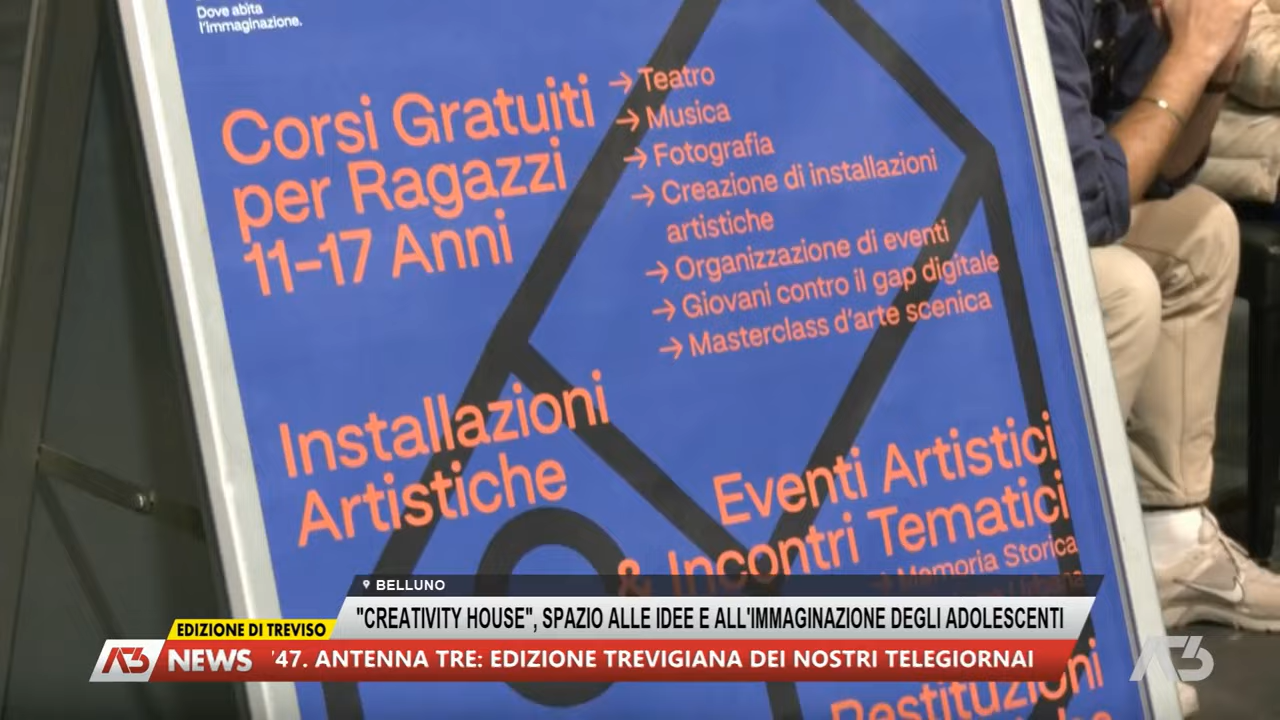 Dove abita
l'immaginazione.
Corsi Gratuiti
per Ragazzi
11-17 Anni
→ Teatro
→ Musica
→ Fotografia
→ Creazione di installazioni
artistiche
→ Organizzazione di eventi
→ Giovani contro il gap digitale
→ Masterclass d'arte scenica
Installazioni
Artistiche
Eventi Artistici
& Incontri Tematici
→ Memoria Storica
Restituzioni
BELLUNO
"CREATIVITY HOUSE", SPAZIO ALLE IDEE E ALL'IMMAGINAZIONE DEGLI ADOLESCENTI
EDIZIONE DI TREVISO
A3 NEWS '47. ANTENNA TRE: EDIZIONE TREVIGIANA DEI NOSTRI TELEGIORNAI
A3